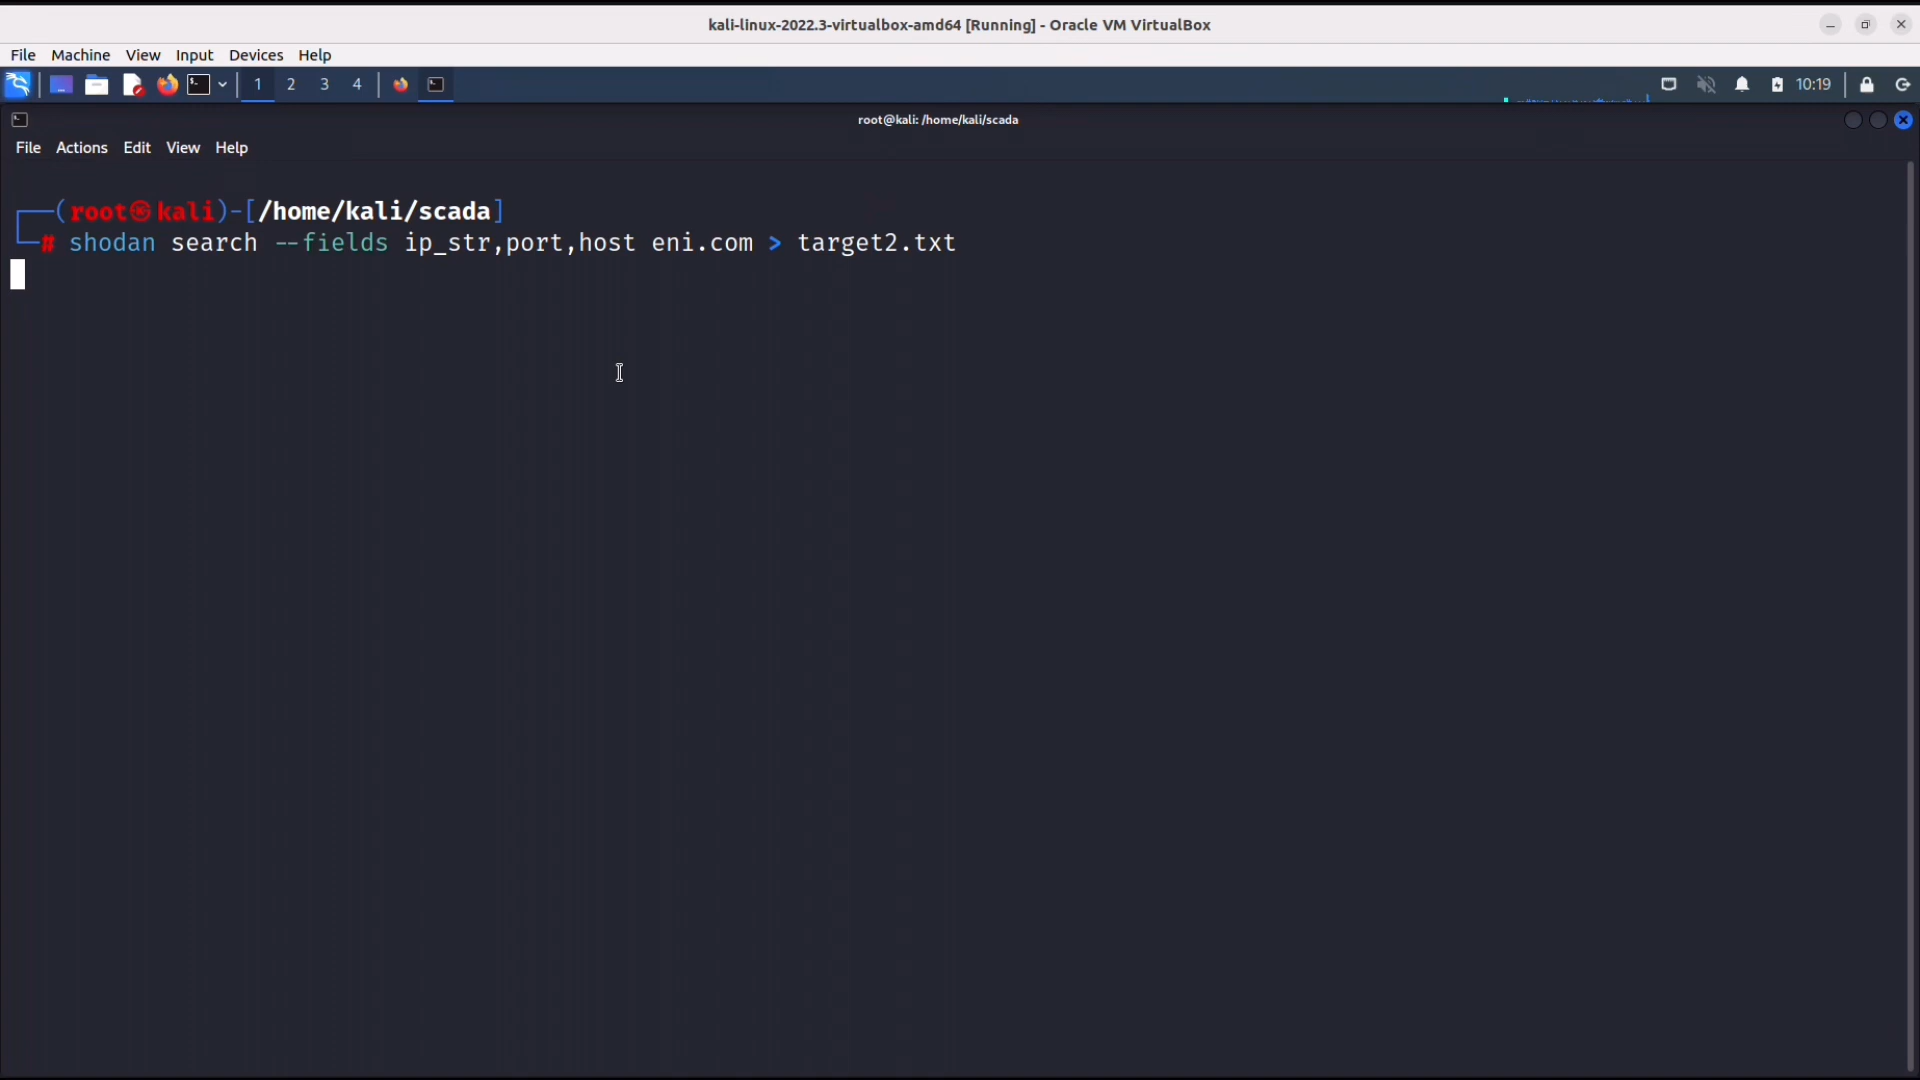 kali-linux-2022.3-virtualbox-amd64 [Running] - Oracle VM VirtualBox
File Machine View Input Devices Help
1 2 3 4 10:19
root@kali: /home/kali/scada
File Actions Edit View Help
┌──(root㉿kali)-[/home/kali/scada]
└─# shodan search --fields ip_str,port,host eni.com > target2.txt